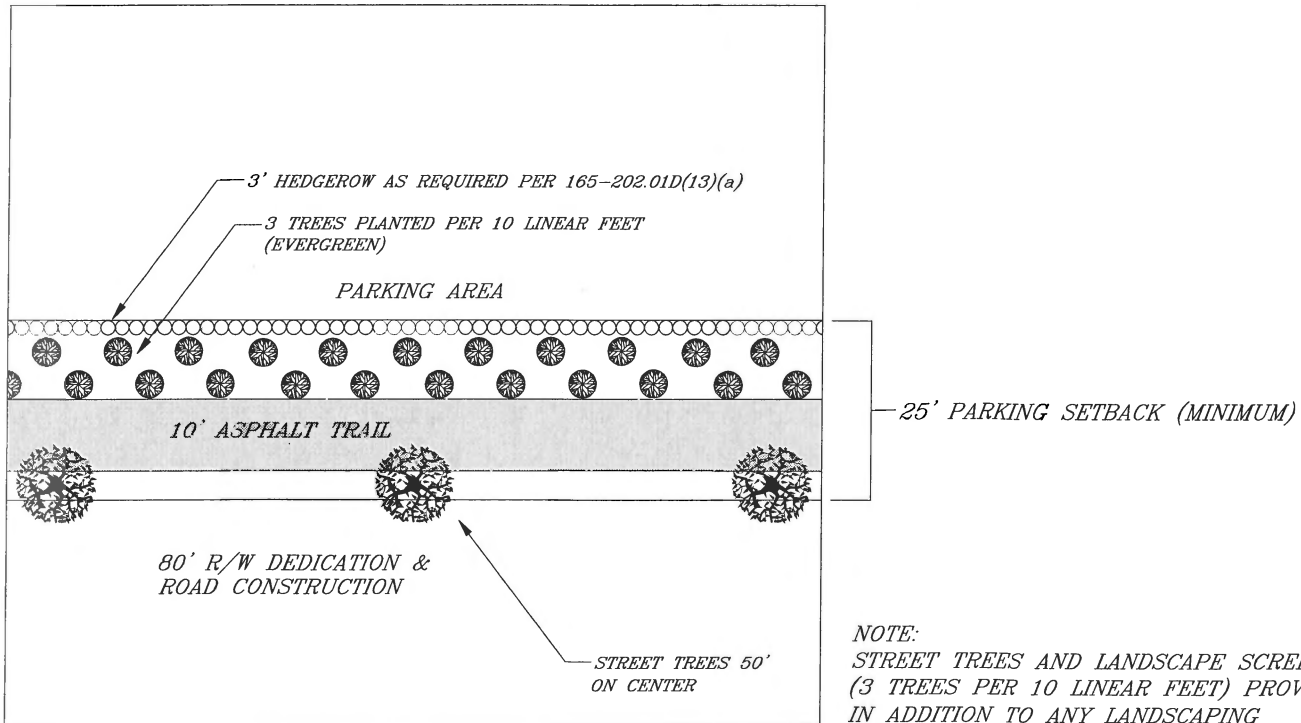 3' HEDGEROW AS REQUIRED PER 165-202.01D(13)(a)
3 TREES PLANTED PER 10 LINEAR FEET
(EVERGREEN)
PARKING AREA
25' PARKING SETBACK (MINIMUM)
10' ASPHALT TRAIL
80' R/W DEDICATION &
ROAD CONSTRUCTION
STREET TREES 50'
ON CENTER
NOTE:
STREET TREES AND LANDSCAPE
(3 TREES PER 10 LINEAR FEET)
IN ADDITION TO ANY LANDSCAPING